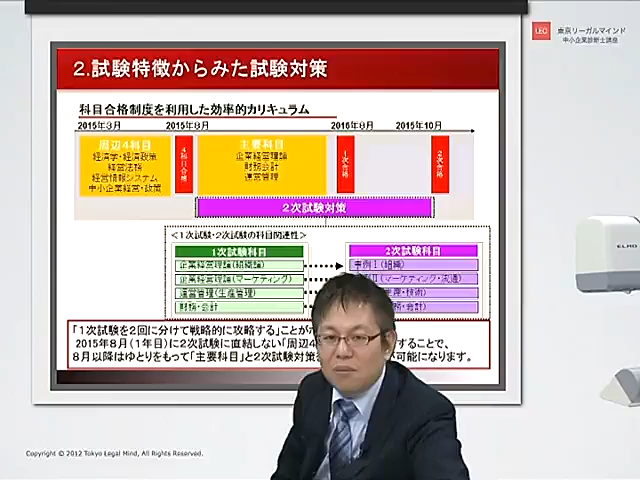 LEC 東京リーガルマインド
中小企業診断士講座
2.試験特徴からみた試験対策
科目合格制度を利用した効率的カリキュラム
2015年3月 2015年8月 2016年8月 2015年10月
周辺4科目
経済学・経済政策
経営法務
経営情報システム
中小企業経営・政策
4科目合格
主要科目
企業経営理論
財務会計
運営管理
1次合格
2次合格
2次試験対策
<1次試験・2次試験の科目関連性>
1次試験科目 2次試験科目
企業経営理論(組織論) 事例Ⅰ(組織)
企業経営理論(マーケティング) (マーケティング・流通)
運営管理(生産管理) ・技術)
財務・会計 ・会計)
「1次試験を2回に分けて戦略的に攻略する」ことが
2015年8月(1年目)に2次試験に直結しない「周辺4 することで、
8月以降はゆとりをもって「主要科目」と2次試験対 が可能になります。
ELMO
Copyright © 2012 Tokyo Legal Mind, All Rights Reserved.